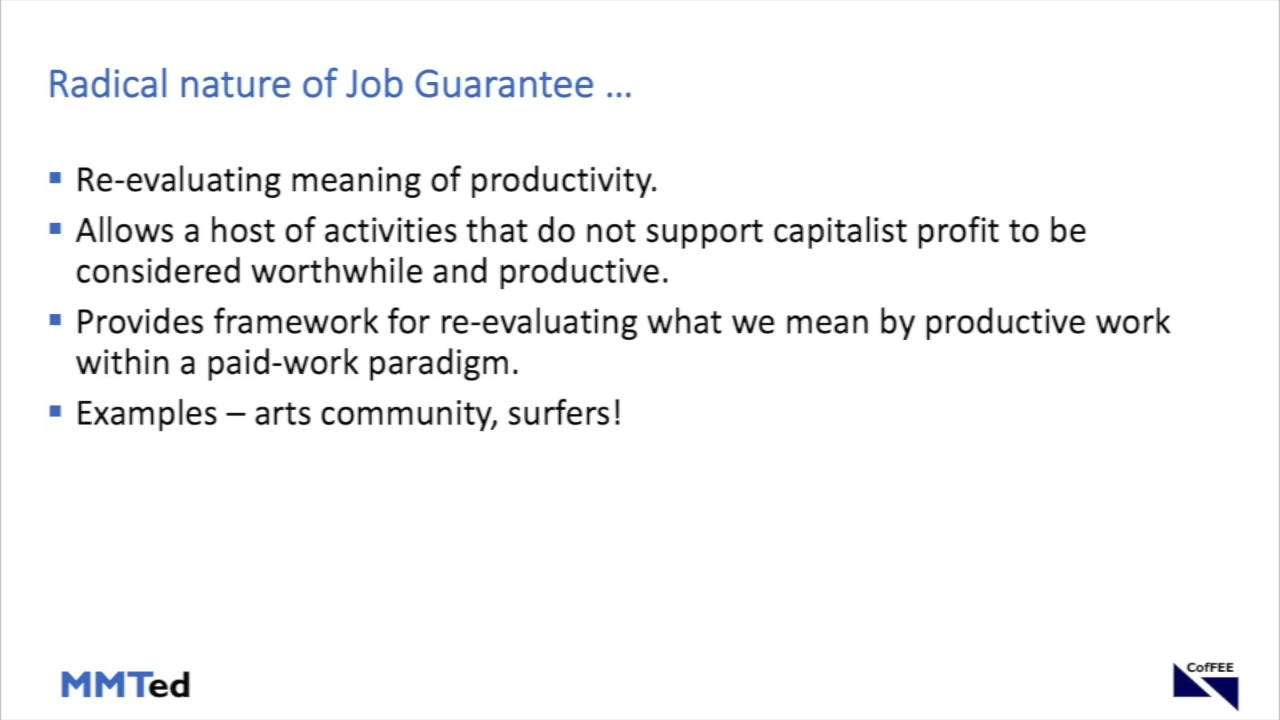 Radical nature of Job Guarantee ...
▪ Re-evaluating meaning of productivity.
▪ Allows a host of activities that do not support capitalist profit to be
considered worthwhile and productive.
▪ Provides framework for re-evaluating what we mean by productive work
within a paid-work paradigm.
▪ Examples – arts community, surfers!
MMTed
CofFEE